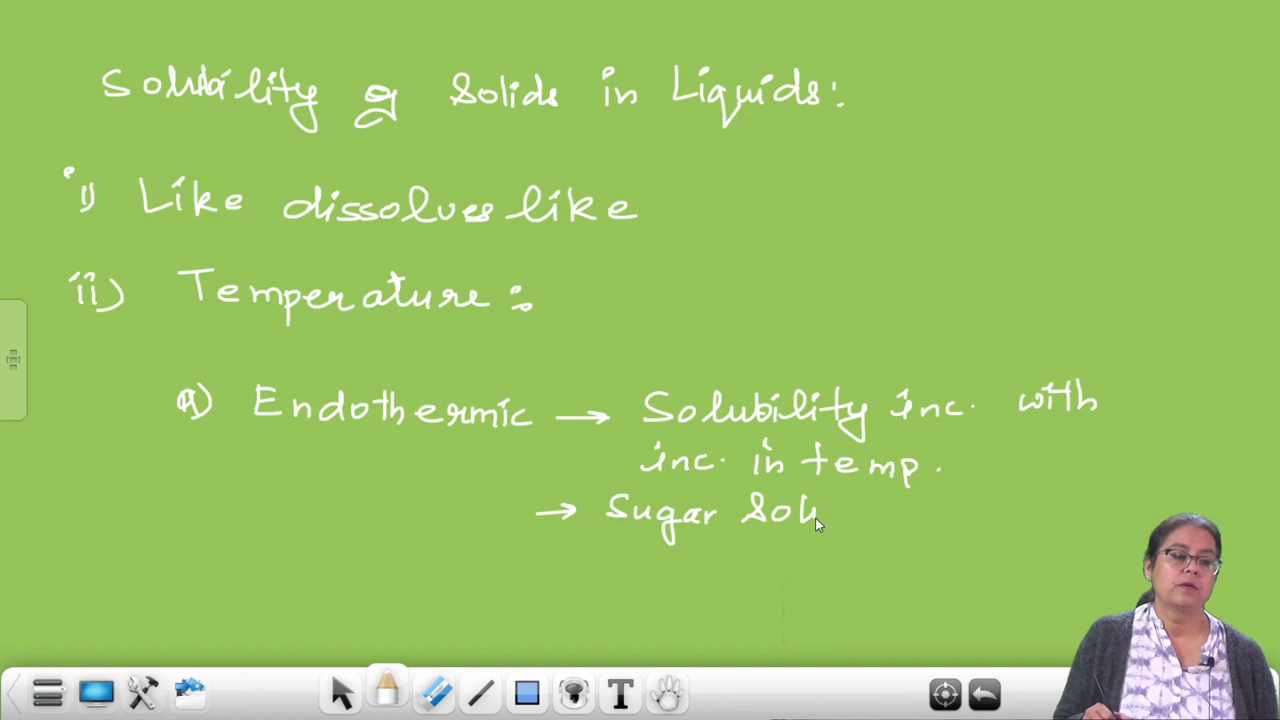 Solubility of Solids in Liquids:
i) Like dissolves like
ii) Temperature:
a) Endothermic → Solubility inc. with
inc. in temp.
→ Sugar Sol
T